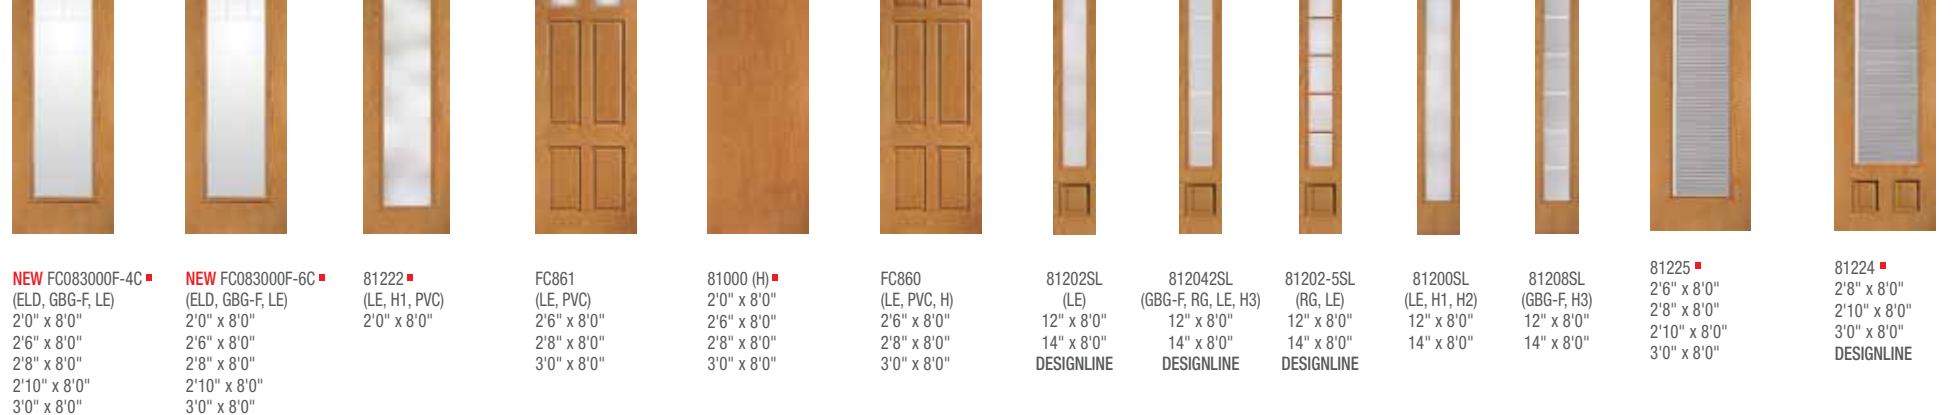 NEW FC083000F-4C
(ELD, GBG-F, LE)
2'0" x 8'0"
2'6" x 8'0"
2'8" x 8'0"
2'10" x 8'0"
3'0" x 8'0"
NEW FC083000F-6C
(ELD, GBG-F, LE)
2'0" x 8'0"
2'6" x 8'0"
2'8" x 8'0"
2'10" x 8'0"
3'0" x 8'0"
81222
(LE, H1, PVC)
2'0" x 8'0"
FC861
(LE, PVC)
2'6" x 8'0"
2'8" x 8'0"
3'0" x 8'0"
81000 (H)
2'0" x 8'0"
2'6" x 8'0"
2'8" x 8'0"
3'0" x 8'0"
FC860
(LE, PVC, H)
2'6" x 8'0"
2'8" x 8'0"
3'0" x 8'0"
81202SL
(LE)
12" x 8'0"
14" x 8'0"
DESIGNLINE
812042SL
(GBG-F, RG, LE, H3)
12" x 8'0"
14" x 8'0"
DESIGNLINE
81202-5SL
(RG, LE)
12" x 8'0"
14" x 8'0"
DESIGNLINE
81200SL
(LE, H1, H2)
12" x 8'0"
14" x 8'0"
81208SL
(GBG-F, H3)
12" x 8'0"
14" x 8'0"
81225
2'6" x 8'0"
2'8" x 8'0"
2'10" x 8'0"
3'0" x 8'0"
81224
2'8" x 8'0"
2'10" x 8'0"
3'0" x 8'0"
DESIGNLINE